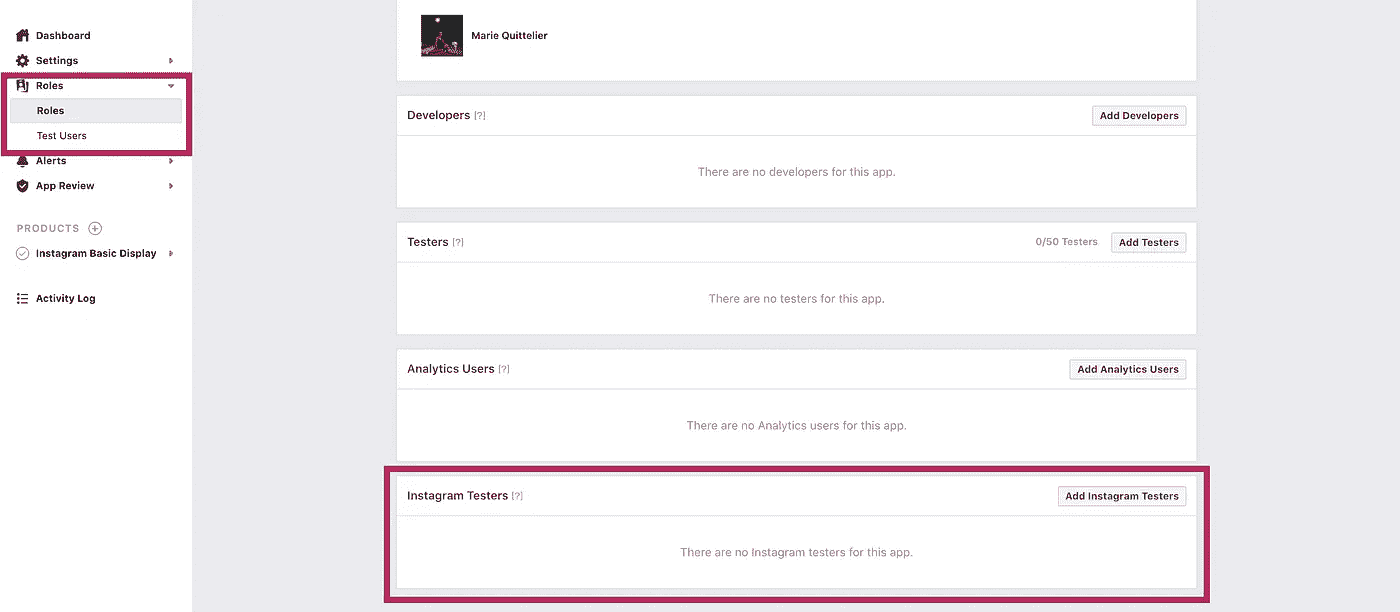 Dashboard
Settings
Roles
Roles
Test Users
Alerts
App Review
PRODUCTS
Instagram Basic Display
Activity Log
Marie Quittelier
Developers [?]
Add Developers
There are no developers for this app.
Testers [?]
0/50 Testers
Add Testers
There are no testers for this app.
Analytics Users [?]
Add Analytics Users
There are no Analytics users for this app.
Instagram Testers [?]
Add Instagram Testers
There are no Instagram testers for this app.